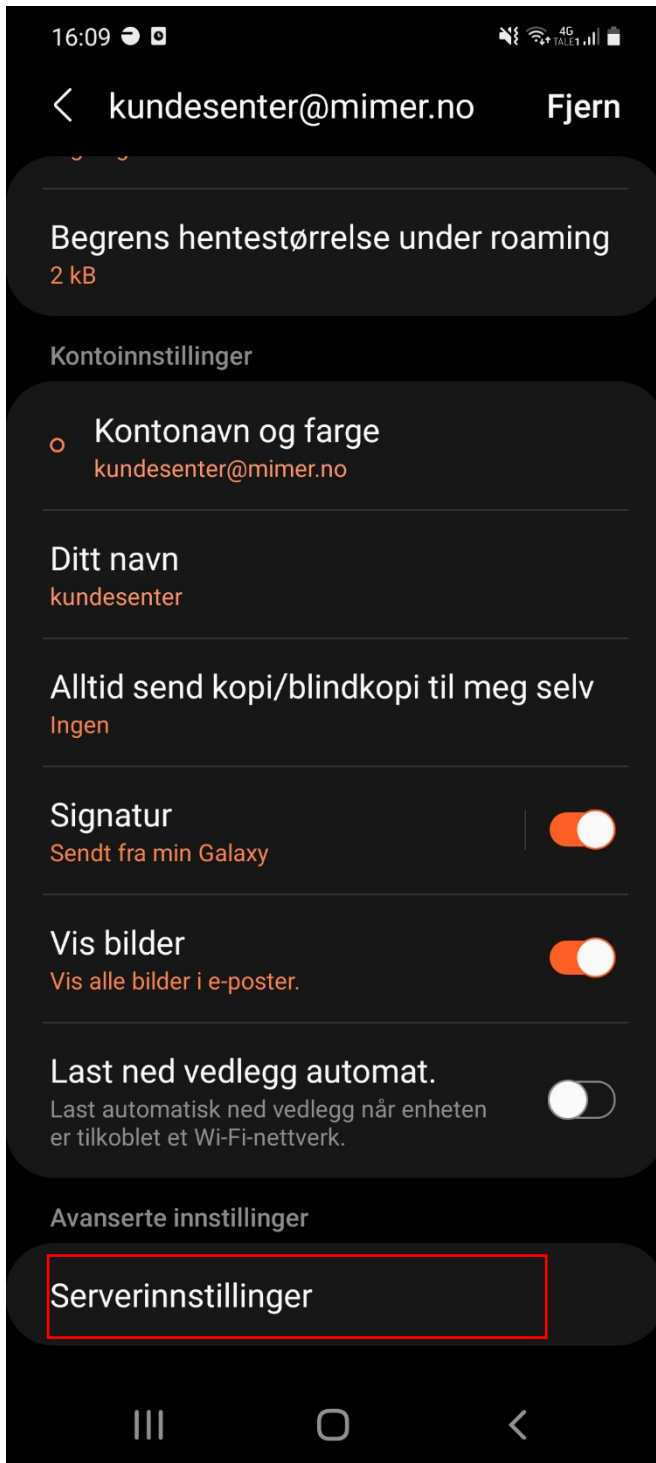 16:09
4G
TALE1
kundesenter@mimer.no Fjern
Begrens hentestørrelse under roaming
2 kB
Kontoinnstillinger
Kontonavn og farge
kundesenter@mimer.no
Ditt navn
kundesenter
Alltid send kopi/blindkopi til meg selv
Ingen
Signatur
Sendt fra min Galaxy
Vis bilder
Vis alle bilder i e-poster.
Last ned vedlegg automat.
Last automatisk ned vedlegg når enheten
er tilkoblet et Wi-Fi-nettverk.
Avanserte innstillinger
Serverinnstillinger